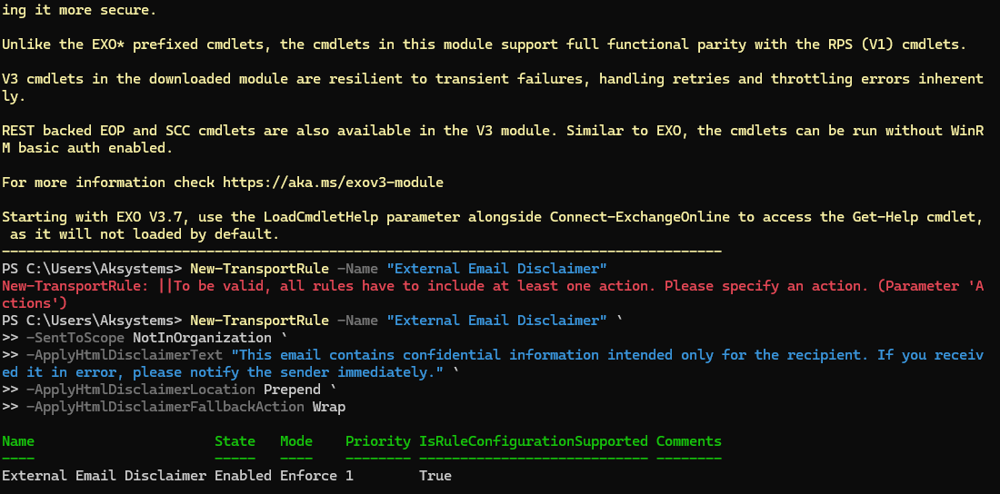 ing it more secure.
Unlike the EXO* prefixed cmdlets, the cmdlets in this module support full functional parity with the RPS (V1) cmdlets.
V3 cmdlets in the downloaded module are resilient to transient failures, handling retries and throttling errors inherent
ly.
REST backed EOP and SCC cmdlets are also available in the V3 module. Similar to EXO, the cmdlets can be run without WinR
M basic auth enabled.
For more information check https://aka.ms/exov3-module
Starting with EXO V3.7, use the LoadCmdletHelp parameter alongside Connect-ExchangeOnline to access the Get-Help cmdlet,
 as it will not loaded by default.
----------------------------------------------------------------------------------------
PS C:\Users\Aksystems> New-TransportRule -Name "External Email Disclaimer"
New-TransportRule: ||To be valid, all rules have to include at least one action. Please specify an action. (Parameter 'A
ctions')
PS C:\Users\Aksystems> New-TransportRule -Name "External Email Disclaimer" `
>> -SentToScope NotInOrganization `
>> -ApplyHtmlDisclaimerText "This email contains confidential information intended only for the recipient. If you receiv
ed it in error, please notify the sender immediately." `
>> -ApplyHtmlDisclaimerLocation Prepend `
>> -ApplyHtmlDisclaimerFallbackAction Wrap
Name                      State   Mode    Priority IsRuleConfigurationSupported Comments
----                      -----   ----    -------- ---------------------------- --------
External Email Disclaimer Enabled Enforce 1        True